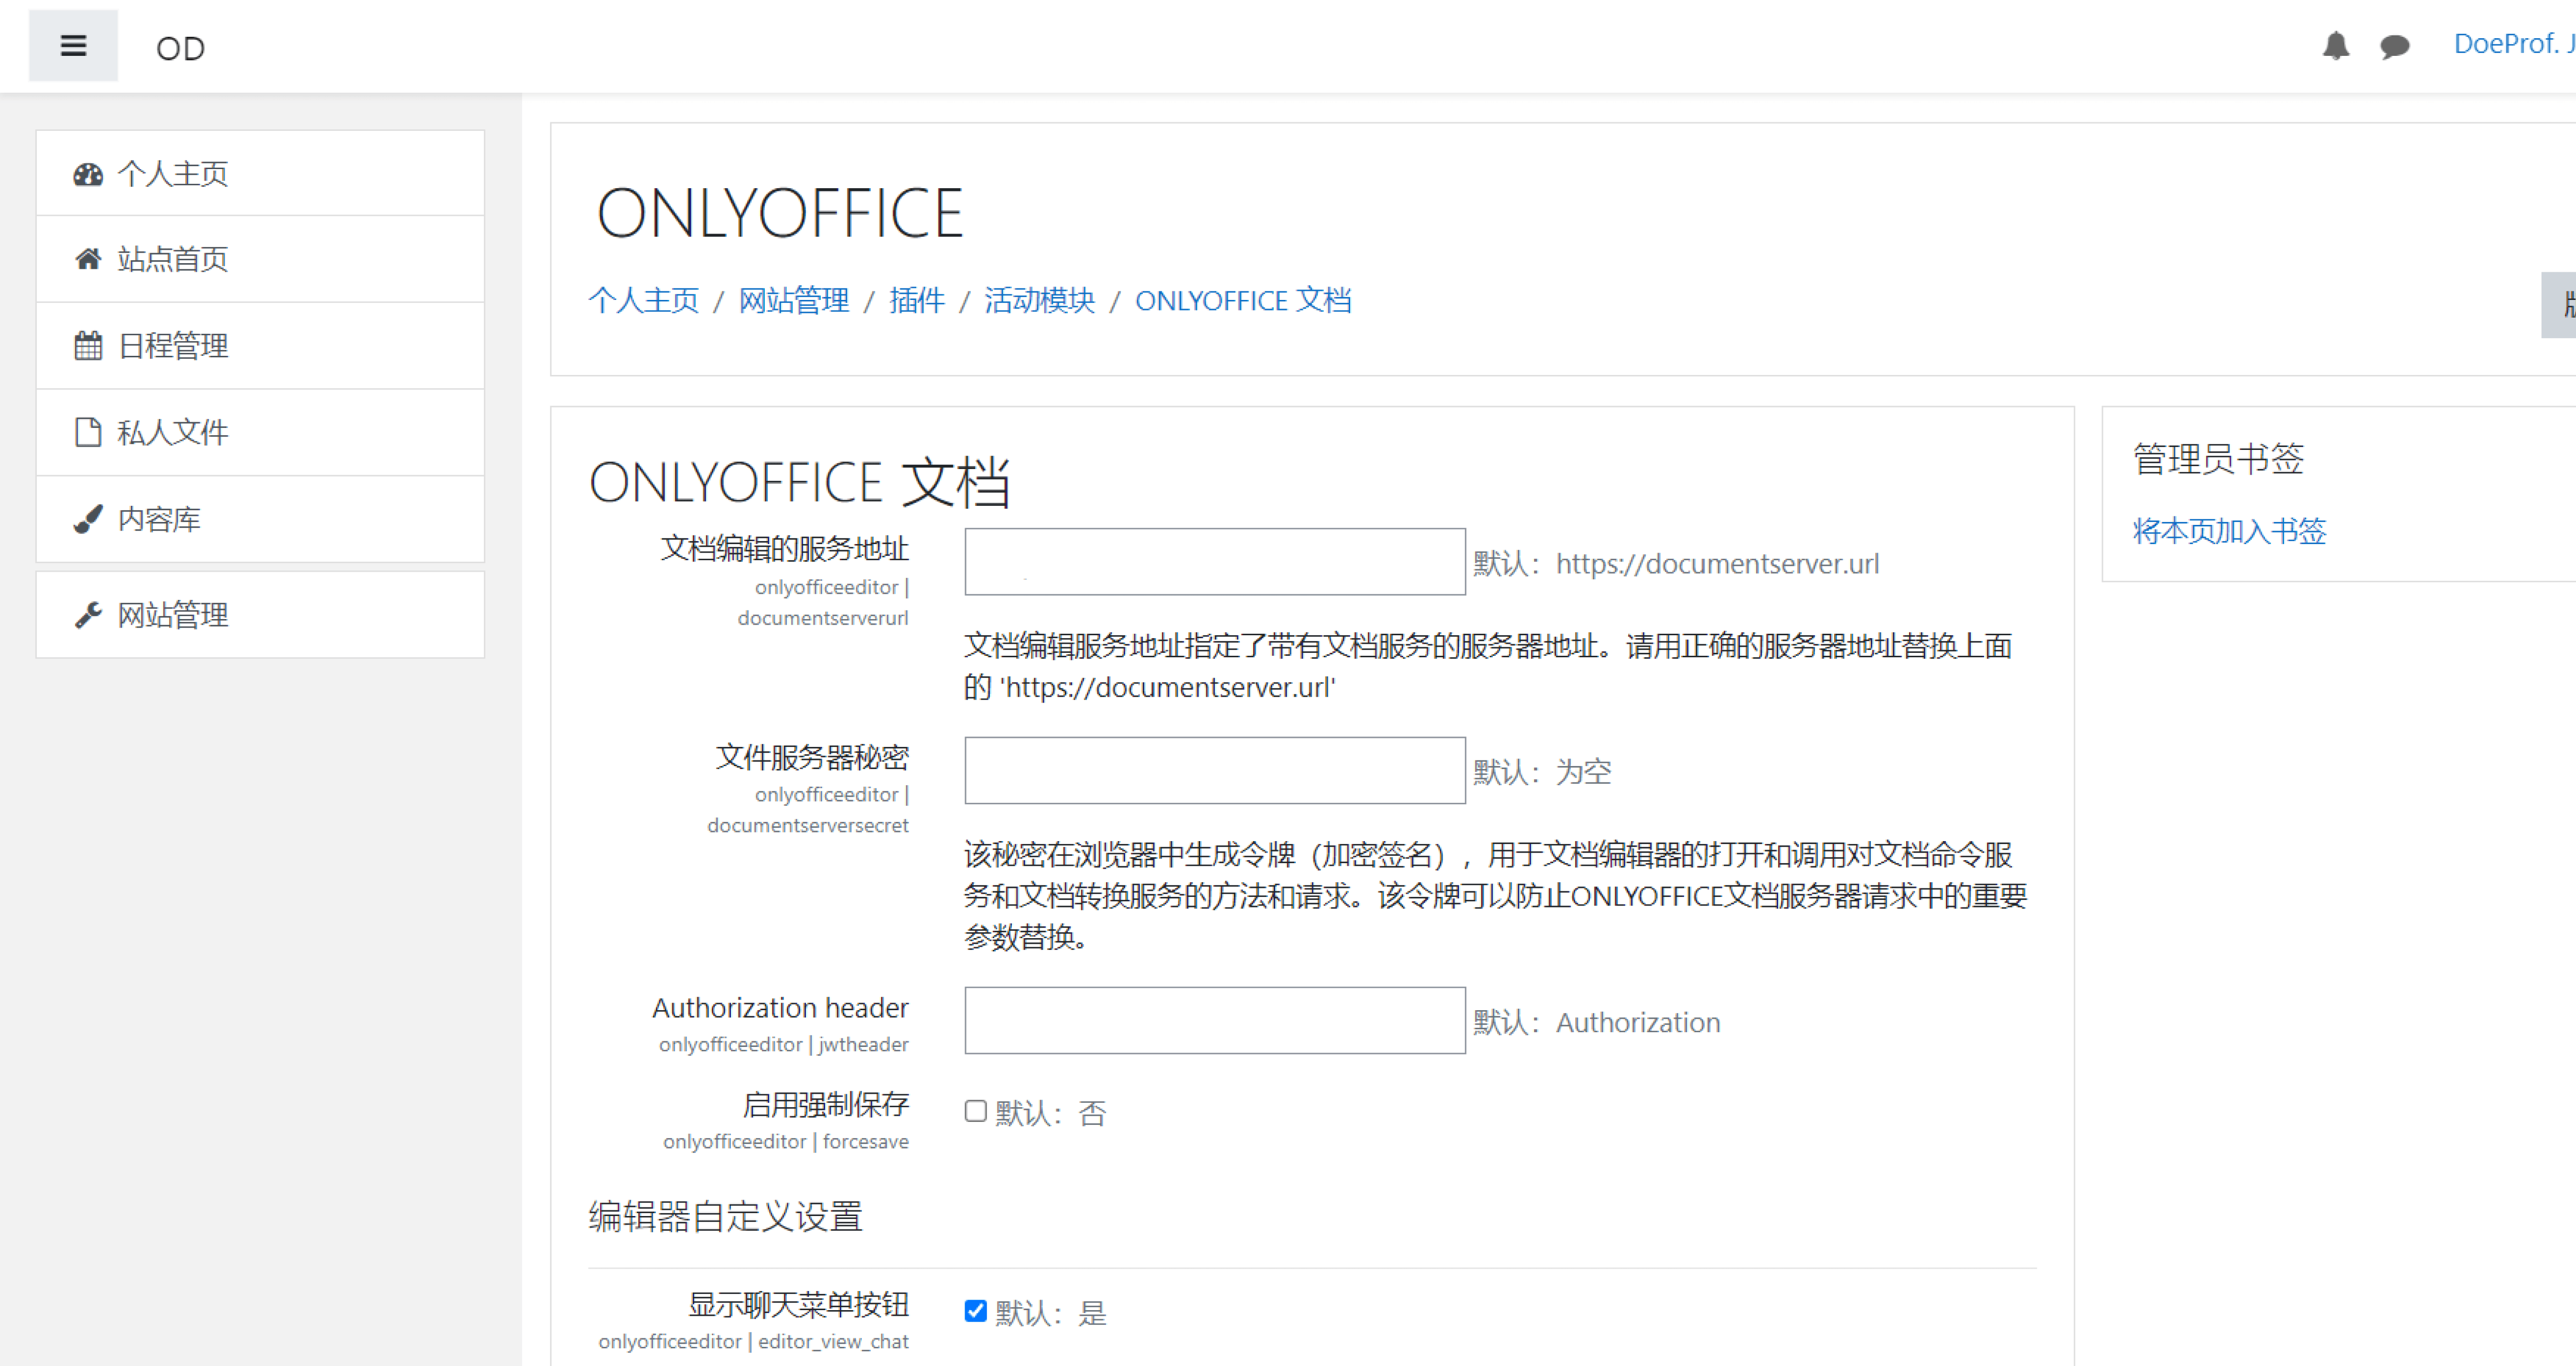 OD
DoeProf. J
个人主页
站点首页
日程管理
私人文件
内容库
网站管理
ONLYOFFICE
个人主页 / 网站管理 / 插件 / 活动模块 / ONLYOFFICE 文档
ONLYOFFICE 文档
文档编辑的服务地址
onlyofficeeditor |
documentserverurl
默认：https://documentserver.url
文档编辑服务地址指定了带有文档服务的服务器地址。请用正确的服务器地址替换上面
的 'https://documentserver.url'
文件服务器秘密
onlyofficeeditor |
documentserversecret
默认：为空
该秘密在浏览器中生成令牌（加密签名），用于文档编辑器的打开和调用对文档命令服
务和文档转换服务的方法和请求。该令牌可以防止ONLYOFFICE文档服务器请求中的重要
参数替换。
Authorization header
onlyofficeeditor | jwtheader
默认：Authorization
启用强制保存
onlyofficeeditor | forcesave
默认：否
编辑器自定义设置
显示聊天菜单按钮
onlyofficeeditor | editor_view_chat
默认：是
管理员书签
将本页加入书签